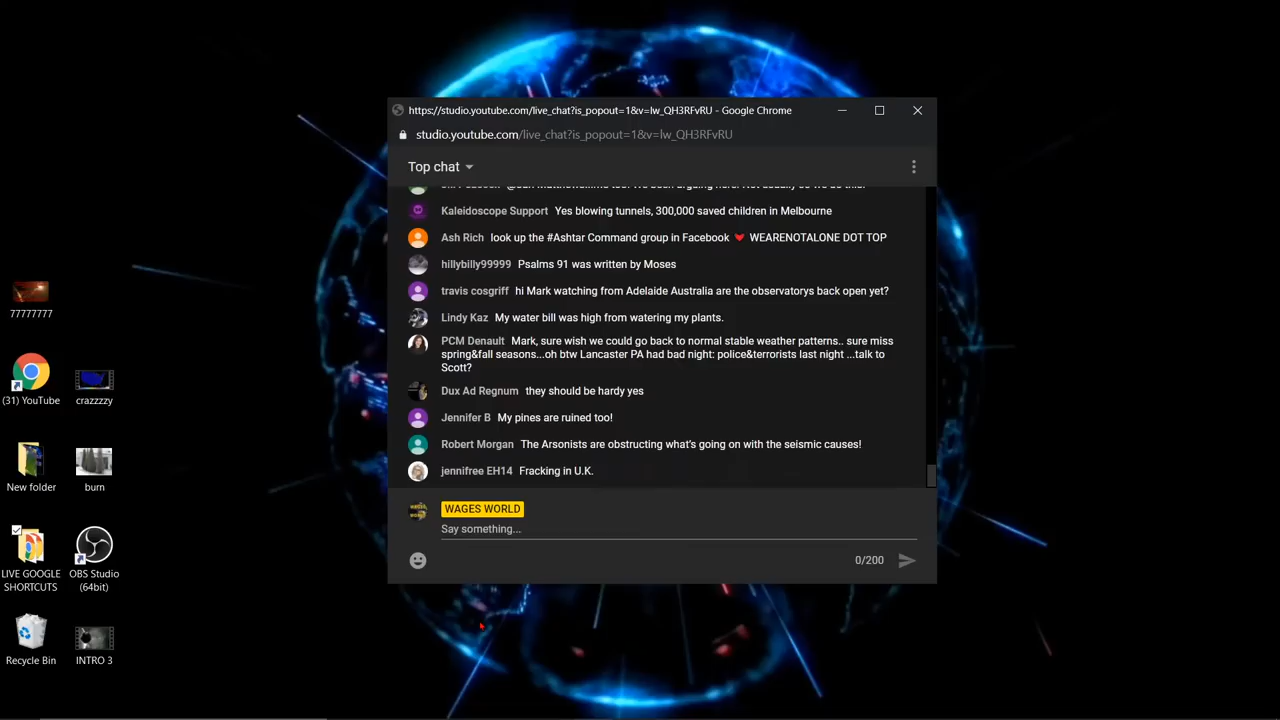 https://studio.youtube.com/live_chat?is_popout=1&v=lw_QH3RFvRU - Google Chrome
studio.youtube.com/live_chat?is_popout=1&v=lw_QH3RFvRU
Top chat
Kaleidoscope Support Yes blowing tunnels, 300,000 saved children in Melbourne
Ash Rich look up the #Ashtar Command group in Facebook ❤ WEARENOTALONE DOT TOP
hillybilly99999 Psalms 91 was written by Moses
travis cosgriff hi Mark watching from Adelaide Australia are the observatorys back open yet?
Lindy Kaz My water bill was high from watering my plants.
PCM Denault Mark, sure wish we could go back to normal stable weather patterns.. sure miss
spring&fall seasons...oh btw Lancaster PA had bad night: police&terrorists last night ...talk to
Scott?
Dux Ad Regnum they should be hardy yes
Jennifer B My pines are ruined too!
Robert Morgan The Arsonists are obstructing what's going on with the seismic causes!
jennifree EH14 Fracking in U.K.
WAGES WORLD
Say something...
0/200
77777777
(31) YouTube
crazzzzy
New folder
burn
LIVE GOOGLE
SHORTCUTS
OBS Studio
(64bit)
Recycle Bin
INTRO 3